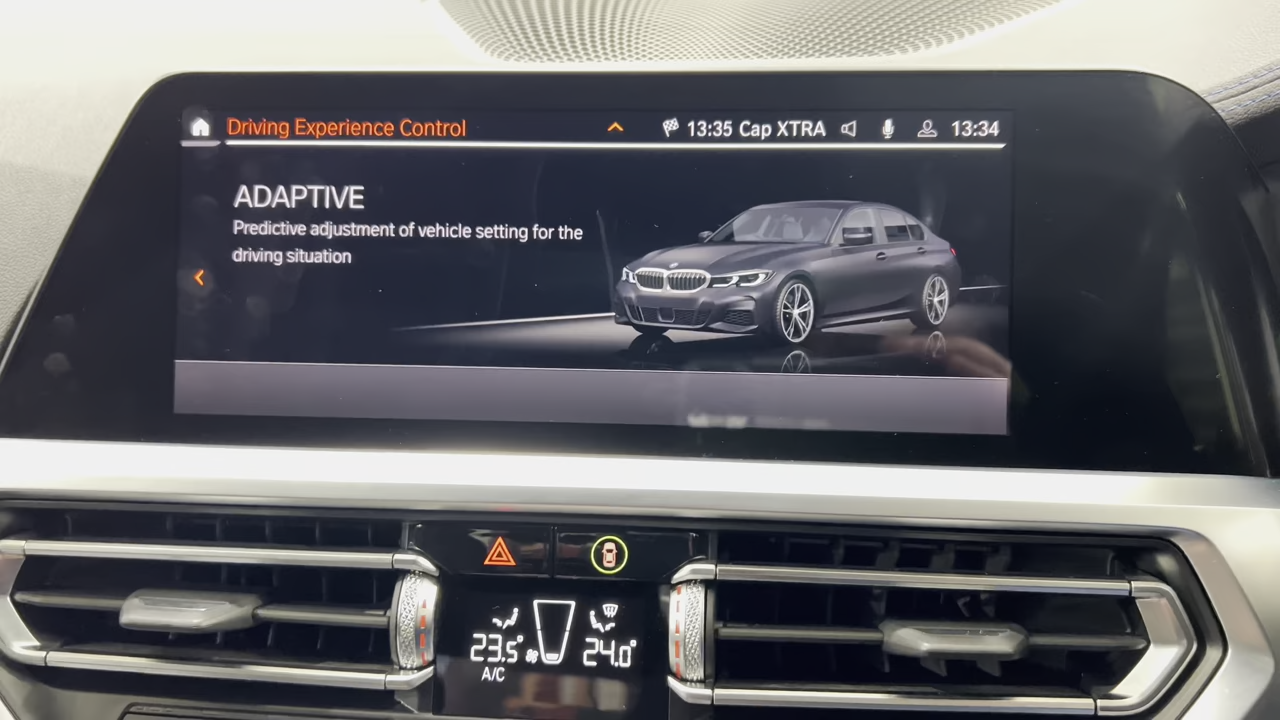 Driving Experience Control
13:35 Cap XTRA
13:34
ADAPTIVE
Predictive adjustment of vehicle setting for the
driving situation
23.5°
24.0°
A/C